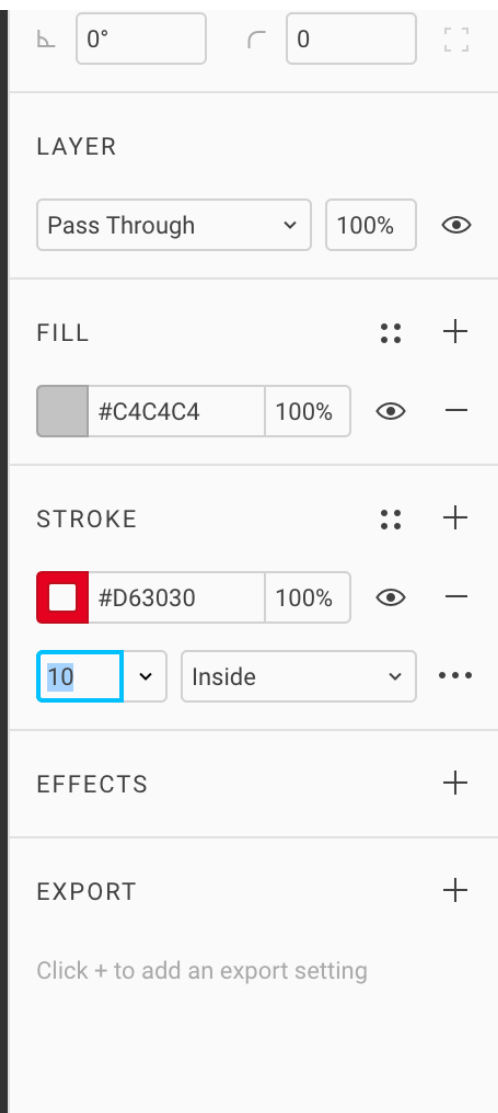 0° 0
LAYER
Pass Through 100%
FILL
#C4C4C4 100%
STROKE
#D63030 100%
10 Inside
EFFECTS
EXPORT
Click + to add an export setting